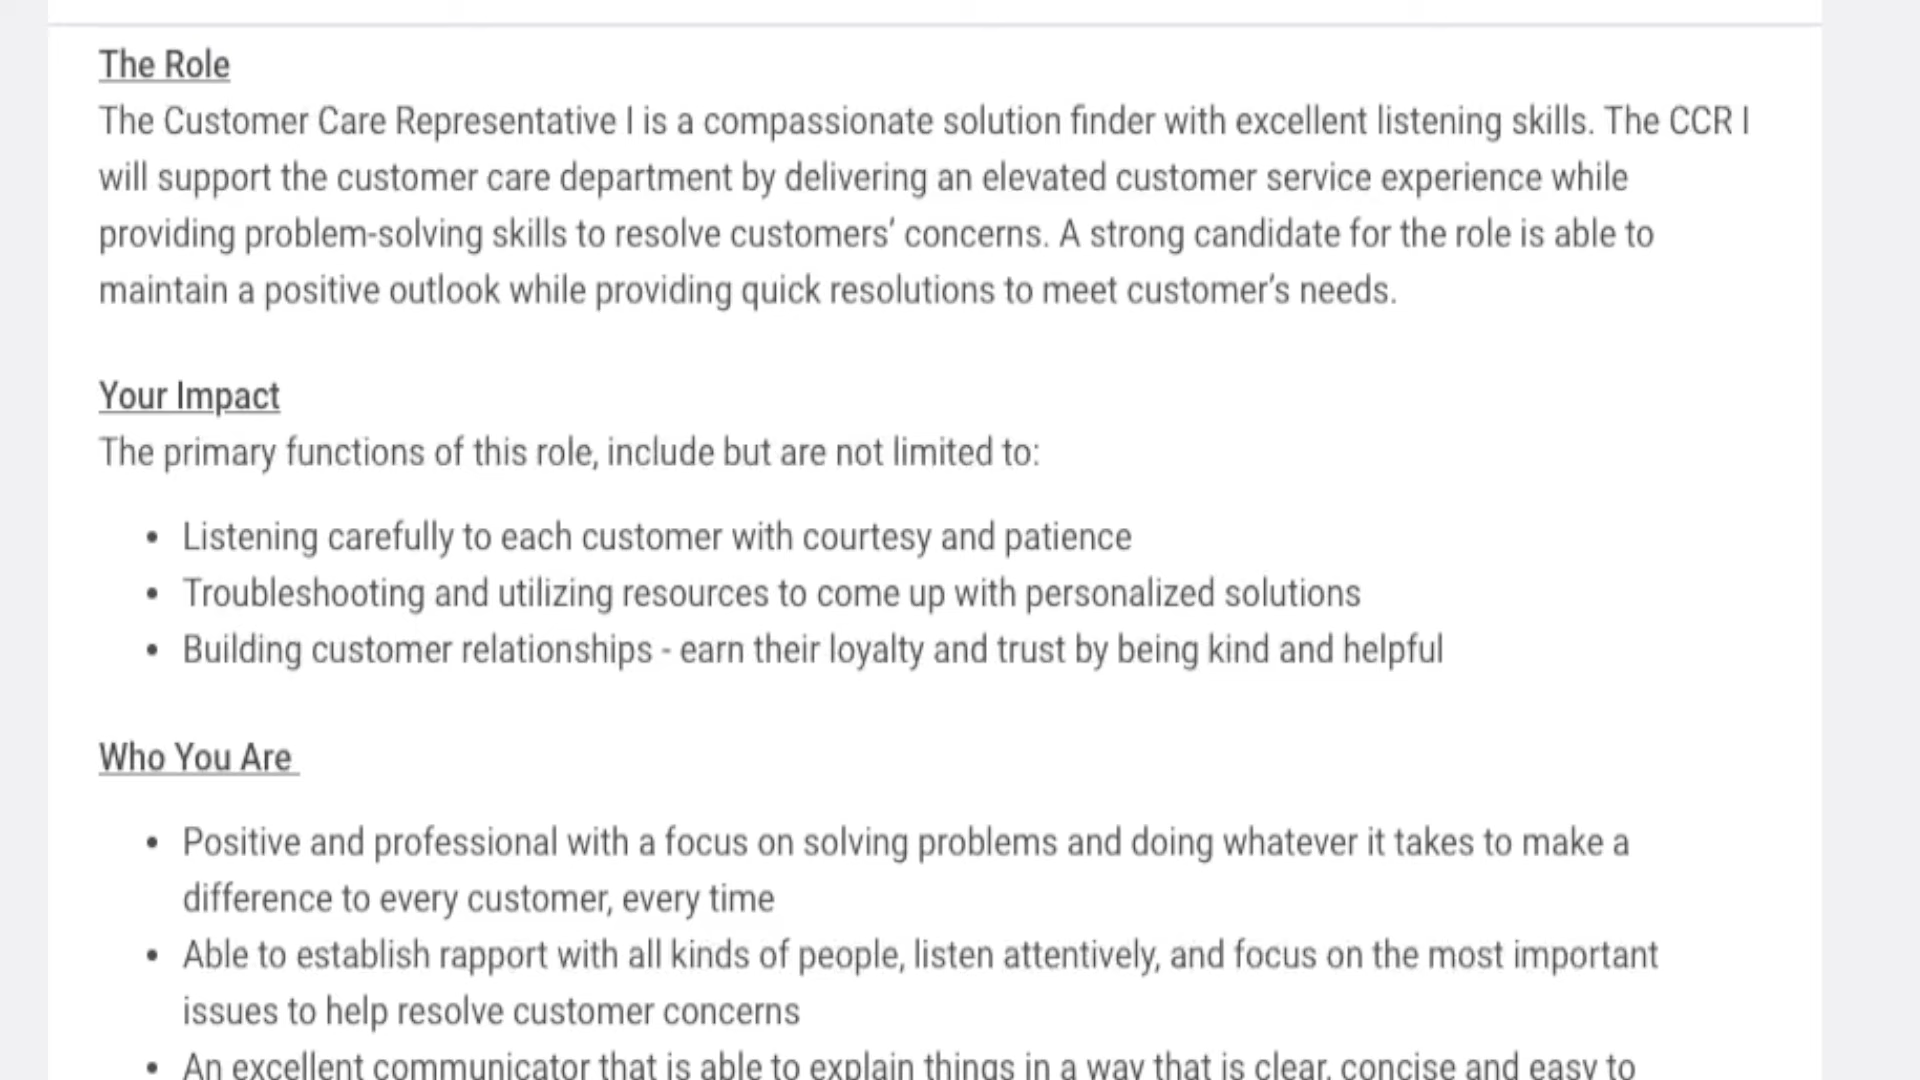 The Role
The Customer Care Representative I is a compassionate solution finder with excellent listening skills. The CCR I
will support the customer care department by delivering an elevated customer service experience while
providing problem-solving skills to resolve customers’ concerns. A strong candidate for the role is able to
maintain a positive outlook while providing quick resolutions to meet customer’s needs.
Your Impact
The primary functions of this role, include but are not limited to:
• Listening carefully to each customer with courtesy and patience
• Troubleshooting and utilizing resources to come up with personalized solutions
• Building customer relationships - earn their loyalty and trust by being kind and helpful
Who You Are
• Positive and professional with a focus on solving problems and doing whatever it takes to make a
difference to every customer, every time
• Able to establish rapport with all kinds of people, listen attentively, and focus on the most important
issues to help resolve customer concerns
• An excellent communicator that is able to explain things in a way that is clear, concise and easy to